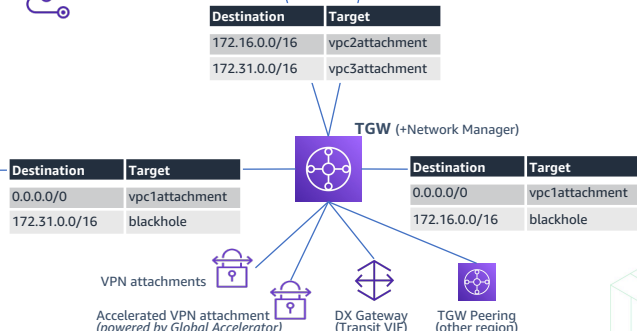 Destination Target
172.16.0.0/16 vpc2attachment
172.31.0.0/16 vpc3attachment
TGW (+Network Manager)
Destination Target
0.0.0.0/0 vpc1attachment
172.31.0.0/16 blackhole
Destination Target
0.0.0.0/0 vpc1attachment
172.16.0.0/16 blackhole
VPN attachments
Accelerated VPN attachment
(powered by Global Accelerator)
DX Gateway
(Transit VIF)
TGW Peering
(other region)